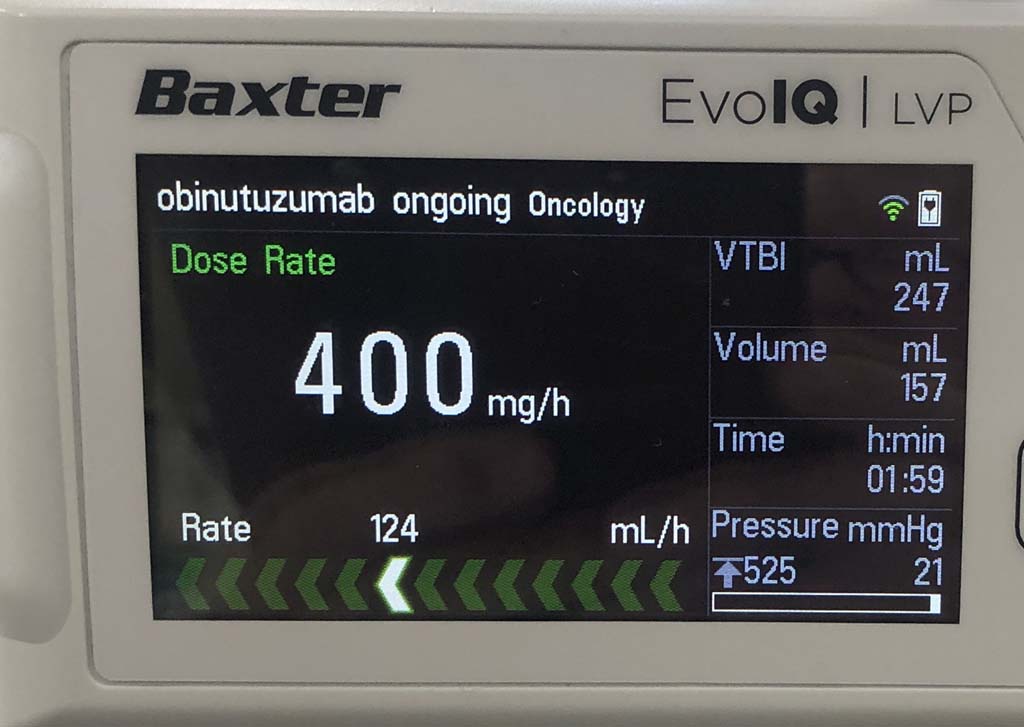 Baxter
EvoIQ | LVP
obinutuzumab ongoing Oncology
Dose Rate
400 mg/h
Rate 124 mL/h
VTBI mL
247
Volume mL
157
Time h:min
01:59
Pressure mmHg
525 21